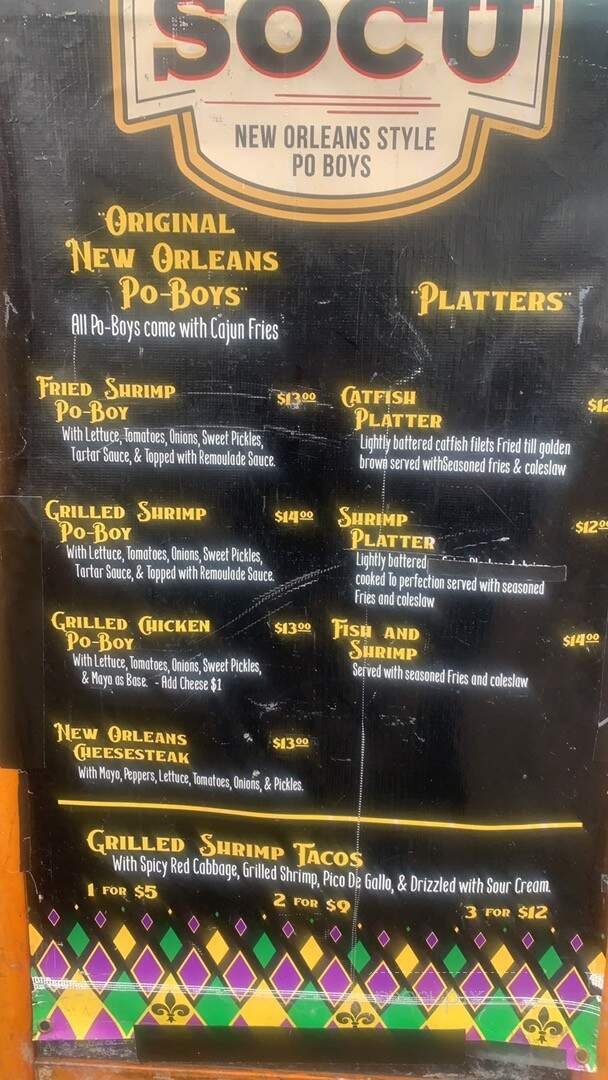 SOCU
NEW ORLEANS STYLE
PO BOYS
"ORIGINAL
NEW ORLEANS
PO-BOYS"
All Po-Boys come with Cajun Fries
FRIED SHRIMP
PO-BOY
$13.00
With Lettuce, Tomatoes, Onions, Sweet Pickles,
Tartar Sauce, & Topped with Remoulade Sauce.
GRILLED SHRIMP
PO-BOY
$14.00
With Lettuce, Tomatoes, Onions, Sweet Pickles,
Tartar Sauce, & Topped with Remoulade Sauce.
GRILLED CHICKEN
PO-BOY
$13.00
With Lettuce, Tomatoes, Onions, Sweet Pickles,
& Mayo as Base. - Add Cheese $1
NEW ORLEANS
CHEESESTEAK
$13.00
With Mayo, Peppers, Lettuce, Tomatoes, Onions, & Pickles.
"PLATTERS"
CATFISH
PLATTER
$12
Lightly battered catfish filets Fried till golden
brown served withSeasoned fries & coleslaw
SHRIMP
PLATTER
$12.00
Lightly battered
cooked To perfection served with seasoned
Fries and coleslaw
FISH AND
SHRIMP
$14.00
Served with seasoned Fries and coleslaw
GRILLED SHRIMP TACOS
With Spicy Red Cabbage, Grilled Shrimp, Pico De Gallo, & Drizzled with Sour Cream.
1 FOR $5 2 FOR $9 3 FOR $12